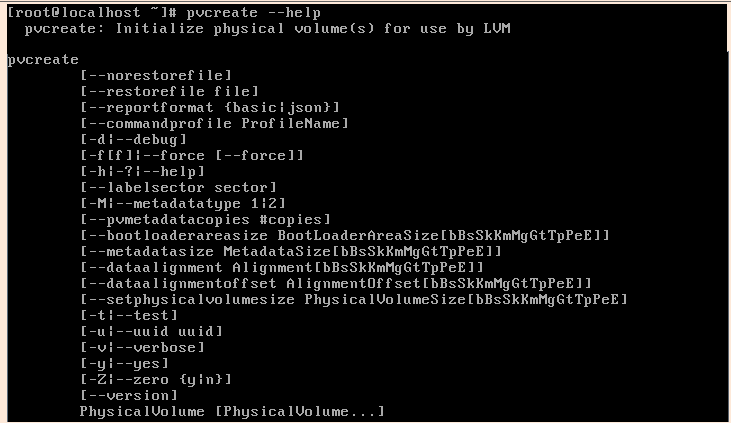 [root@localhost ~]# pvcreate --help
pvcreate: Initialize physical volume(s) for use by LVM
pvcreate
[--norestorefile]
[--restorefile file]
[--reportformat {basic|json}]
[--commandprofile ProfileName]
[-d|--debug]
[-f[f]|--force [--force]]
[-h|-?|--help]
[--labelsector sector]
[-M|--metadatatype 1|2]
[--pvmetadatacopies #copies]
[--bootloaderareasize BootLoaderAreaSize[bBsSkKmMgGtTpPeE]]
[--metadatasize MetadataSize[bBsSkKmMgGtTpPeE]]
[--dataalignment Alignment[bBsSkKmMgGtTpPeE]]
[--dataalignmentoffset AlignmentOffset[bBsSkKmMgGtTpPeE]]
[--setphysicalvolumesize PhysicalVolumeSize[bBsSkKmMgGtTpPeE]
[-t|--test]
[-u|--uuid uuid]
[-v|--verbose]
[-y|--yes]
[-Z|--zero {y|n}]
[--version]
PhysicalVolume [PhysicalVolume...]